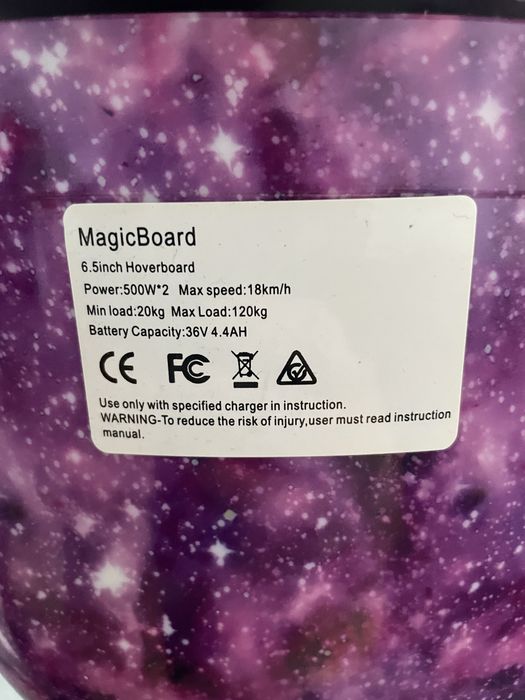 MagicBoard
6.5inch Hoverboard
Power:500W*2 Max speed:18km/h
Min load:20kg Max Load:120kg
Battery Capacity:36V 4.4AH
CE FC
Use only with specified charger in instruction.
WARNING-To reduce the risk of injury,user must read instruction
manual.